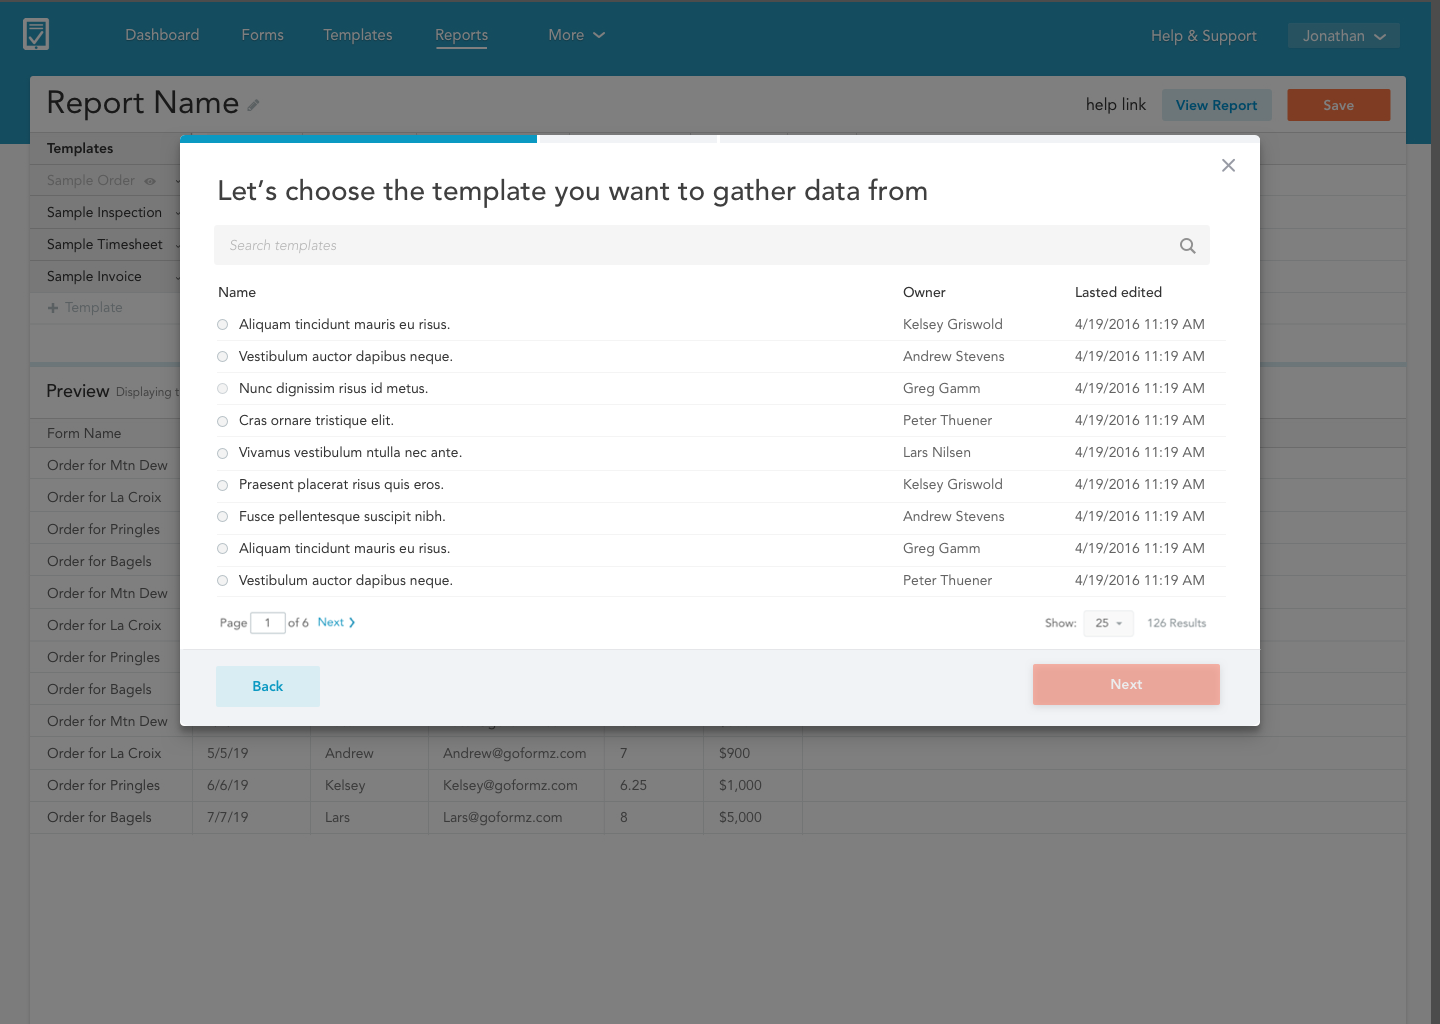 Dashboard Forms Templates Reports More Help & Support Jonathan
Report Name help link View Report Save
Templates
Sample Order
Sample Inspection
Sample Timesheet
Sample Invoice
+ Template
Preview Displaying
Form Name
Order for Mtn Dew
Order for La Croix
Order for Pringles
Order for Bagels
Order for Mtn Dew
Order for La Croix
Order for Pringles
Order for Bagels
Order for Mtn Dew
Order for La Croix 5/5/19 Andrew Andrew@goformz.com 7 $900
Order for Pringles 6/6/19 Kelsey Kelsey@goformz.com 6.25 $1,000
Order for Bagels 7/7/19 Lars Lars@goformz.com 8 $5,000
Let's choose the template you want to gather data from
Search templates
Name Owner Lasted edited
Aliquam tincidunt mauris eu risus. Kelsey Griswold 4/19/2016 11:19 AM
Vestibulum auctor dapibus neque. Andrew Stevens 4/19/2016 11:19 AM
Nunc dignissim risus id metus. Greg Gamm 4/19/2016 11:19 AM
Cras ornare tristique elit. Peter Thuener 4/19/2016 11:19 AM
Vivamus vestibulum ntulla nec ante. Lars Nilsen 4/19/2016 11:19 AM
Praesent placerat risus quis eros. Kelsey Griswold 4/19/2016 11:19 AM
Fusce pellentesque suscipit nibh. Andrew Stevens 4/19/2016 11:19 AM
Aliquam tincidunt mauris eu risus. Greg Gamm 4/19/2016 11:19 AM
Vestibulum auctor dapibus neque. Peter Thuener 4/19/2016 11:19 AM
Page 1 of 6 Next Show: 25 126 Results
Back Next